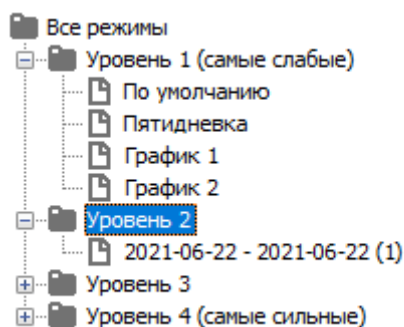 Все режимы
Уровень 1 (самые слабые)
По умолчанию
Пятидневка
График 1
График 2
Уровень 2
2021-06-22 - 2021-06-22 (1)
Уровень 3
Уровень 4 (самые сильные)